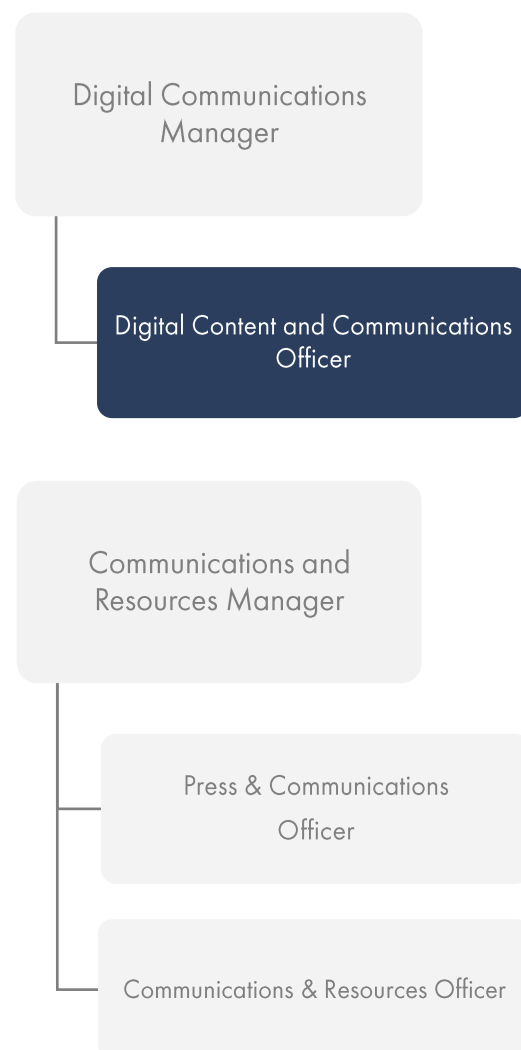 Digital Communications
Manager
Digital Content and Communications
Officer
Communications and
Resources Manager
Press & Communications
Officer
Communications & Resources Officer